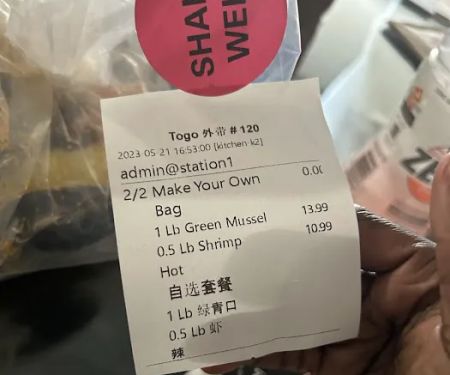 SHAK
WEL
Togo 外带 # 120
2023-05-21 16:53:00 [kitchen-k2]
admin@station1
2/2 Make Your Own 0.00
Bag
1 Lb Green Mussel 13.99
0.5 Lb Shrimp 10.99
Hot
自选套餐
1 Lb 绿青口
0.5 Lb 虾
辣